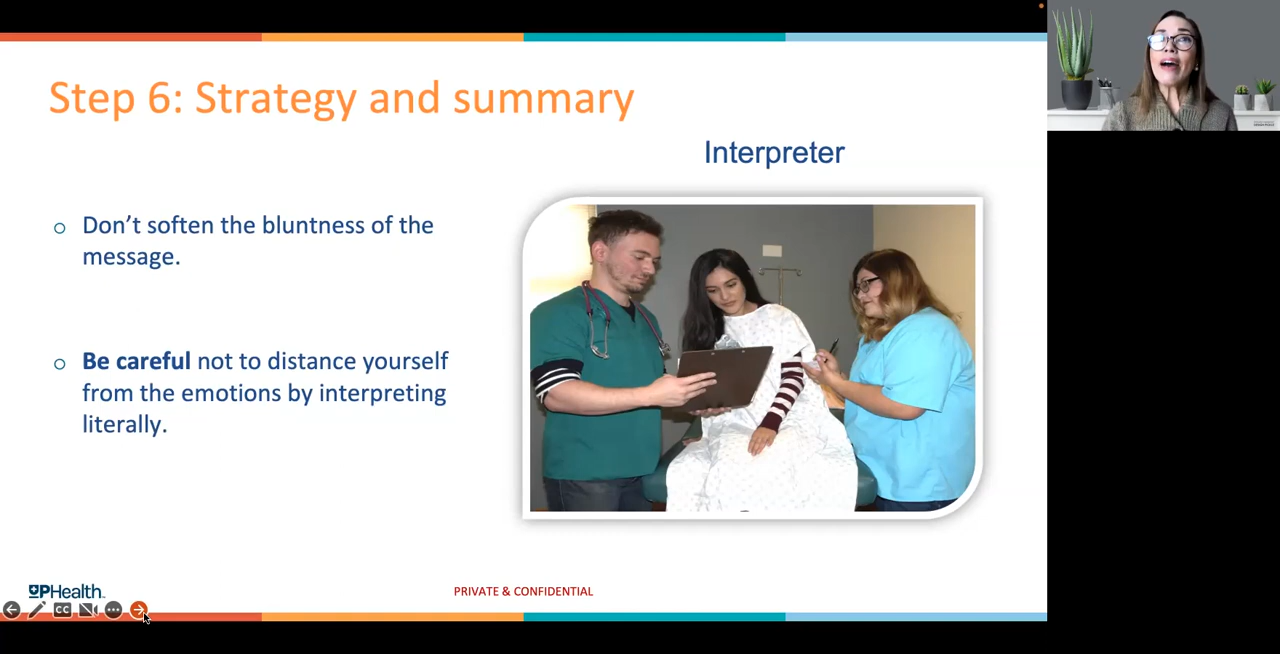 Step 6: Strategy and summary
Interpreter
o Don’t soften the bluntness of the
message.
o Be careful not to distance yourself
from the emotions by interpreting
literally.
UPHealth
PRIVATE & CONFIDENTIAL
CC